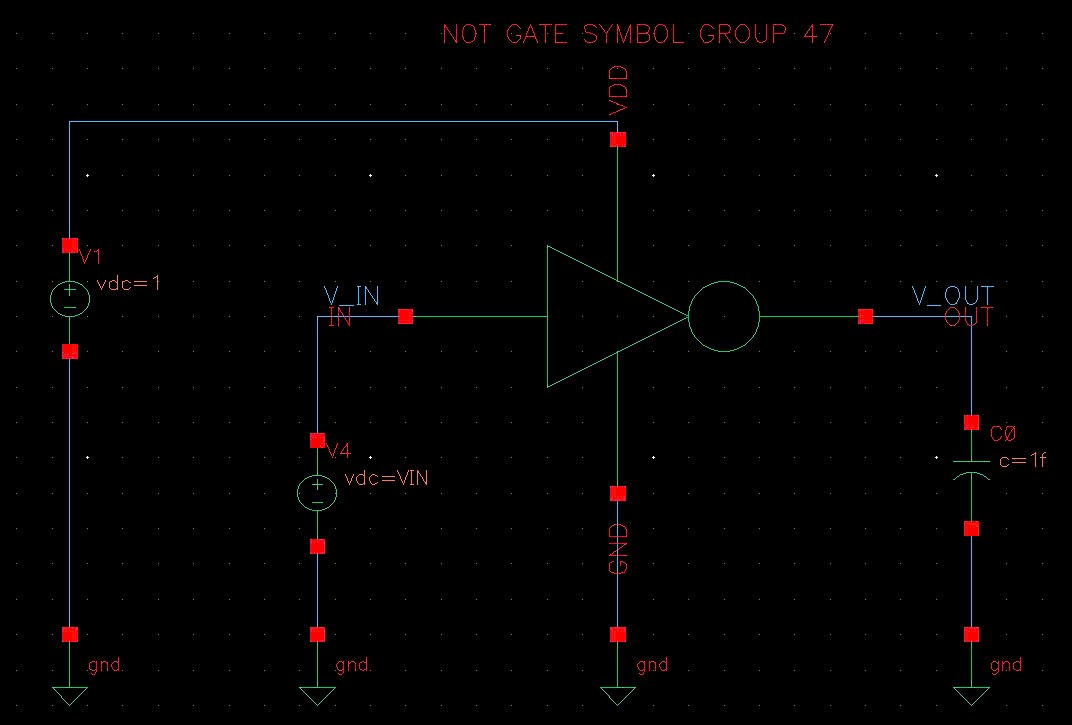 NOT GATE SYMBOL GROUP 47
VDD
V1
vdc=1
V_IN
IN
V_OUT
OUT
V4
vdc=VIN
C0
c=1f
GND
gnd
gnd
gnd
gnd